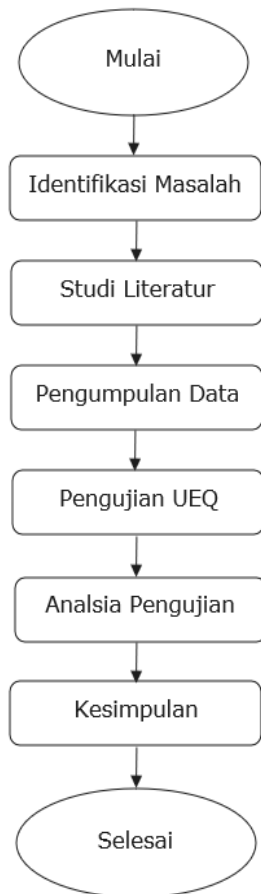 Mulai
Identifikasi Masalah
Studi Literatur
Pengumpulan Data
Pengujian UEQ
Analsia Pengujian
Kesimpulan
Selesai